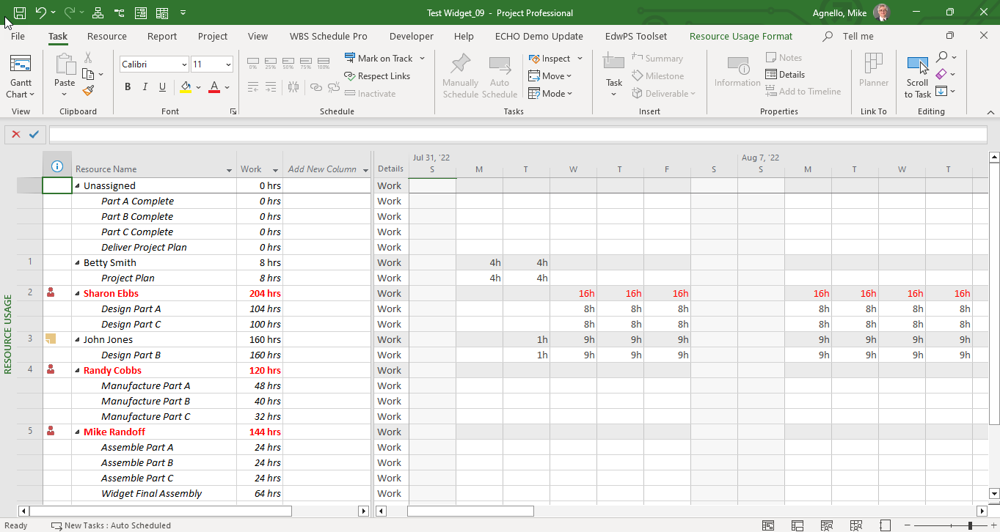 Test Widget_09 - Project Professional
Agnello, Mike
File Task Resource Report Project View WBS Schedule Pro Developer Help ECHO Demo Update EdwPS Toolset Resource Usage Format Tell me
Gantt Chart
View
Paste
Clipboard
Calibri 11
B I U A
Font
0% 25% 50% 75% 100%
Mark on Track
Respect Links
Inactivate
Schedule
Manually Schedule
Auto Schedule
Inspect
Move
Mode
Tasks
Task
Summary
Milestone
Deliverable
Insert
Information
Notes
Details
Add to Timeline
Properties
Planner
Link To
Scroll to Task
Editing
Jul 31, '22 Aug 7, '22
Resource Name Work Add New Column Details S M T W T F S S M T W T
Unassigned 0 hrs Work
Part A Complete 0 hrs Work
Part B Complete 0 hrs Work
Part C Complete 0 hrs Work
Deliver Project Plan 0 hrs Work
1 Betty Smith 8 hrs Work 4h 4h
Project Plan 8 hrs Work 4h 4h
2 Sharon Ebbs 204 hrs Work 16h 16h 16h 16h 16h 16h 16h
Design Part A 104 hrs Work 8h 8h 8h 8h 8h 8h 8h
Design Part C 100 hrs Work 8h 8h 8h 8h 8h 8h 8h
3 John Jones 160 hrs Work 1h 9h 9h 9h 9h 9h 9h 9h
Design Part B 160 hrs Work 1h 9h 9h 9h 9h 9h 9h 9h
4 Randy Cobbs 120 hrs Work
Manufacture Part A 48 hrs Work
Manufacture Part B 40 hrs Work
Manufacture Part C 32 hrs Work
5 Mike Randoff 144 hrs Work
Assemble Part A 24 hrs Work
Assemble Part B 24 hrs Work
Assemble Part C 24 hrs Work
Widget Final Assembly 64 hrs Work
RESOURCE USAGE
Ready New Tasks : Auto Scheduled